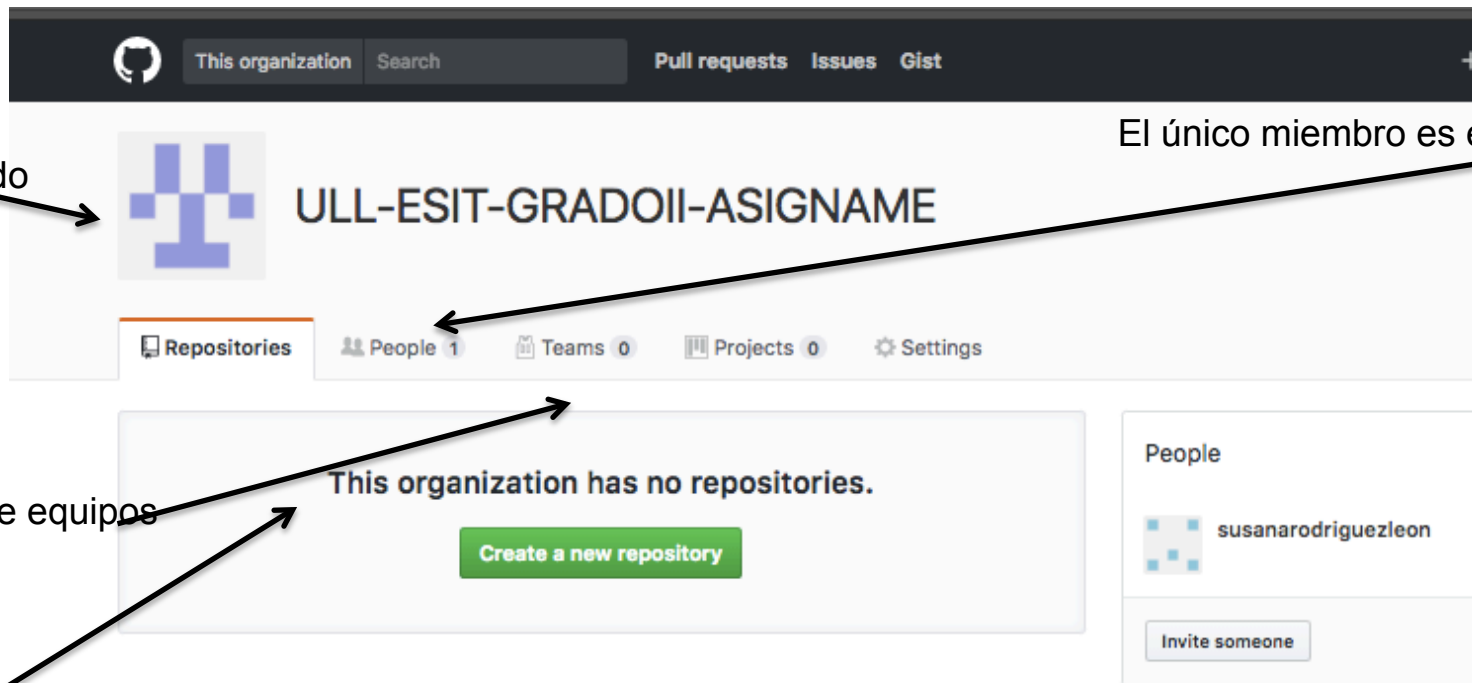 This organization Search Pull requests Issues Gist +
El único miembro es
do
ULL-ESIT-GRADOII-ASIGNAME
Repositories People 1 Teams 0 Projects 0 Settings
This organization has no repositories.
Create a new repository
e equipos
People
susanarodriguezleon
Invite someone